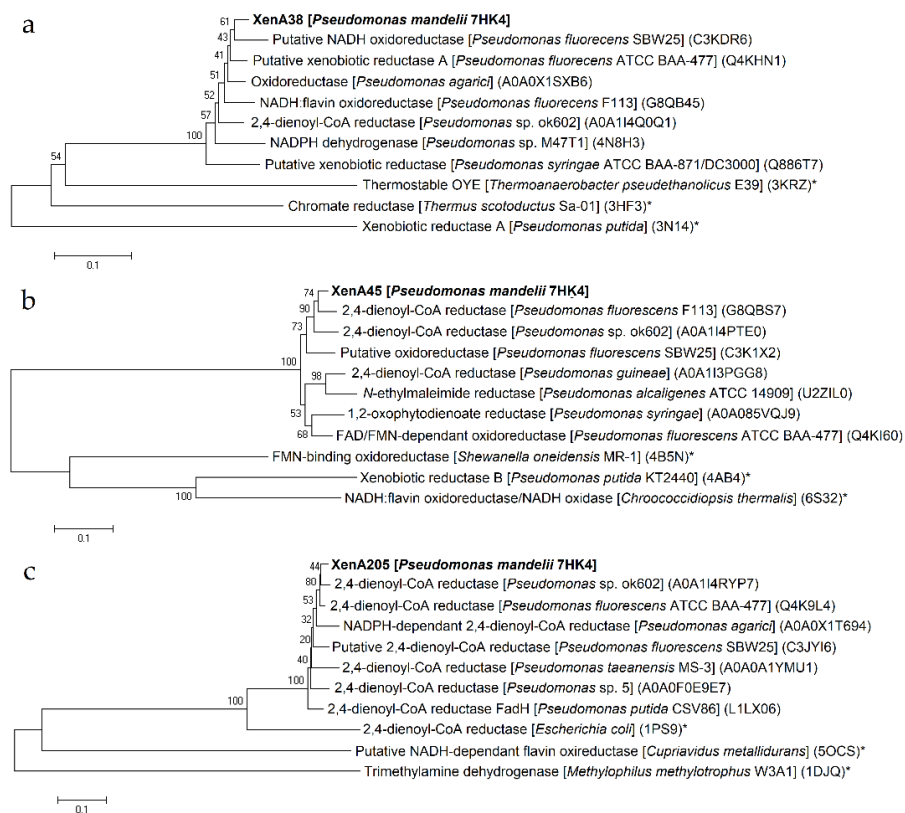 a
XenA38 [Pseudomonas mandelii 7HK4]
61
Putative NADH oxidoreductase [Pseudomonas fluorecens SBW25] (C3KDR6)
43
Putative xenobiotic reductase A [Pseudomonas fluorecens ATCC BAA-477] (Q4KHN1)
41
Oxidoreductase [Pseudomonas agarici] (A0A0X1SXB6)
51
NADH:flavin oxidoreductase [Pseudomonas fluorecens F113] (G8QB45)
52
2,4-dienoyl-CoA reductase [Pseudomonas sp. ok602] (A0A1I4Q0Q1)
57
NADPH dehydrogenase [Pseudomonas sp. M47T1] (4N8H3)
100
Putative xenobiotic reductase [Pseudomonas syringae ATCC BAA-871/DC3000] (Q886T7)
54
Thermostable OYE [Thermoanaerobacter pseudethanolicus E39] (3KRZ)*
Chromate reductase [Thermus scotoductus Sa-01] (3HF3)*
Xenobiotic reductase A [Pseudomonas putida] (3N14)*
0.1
b
XenA45 [Pseudomonas mandelii 7HK4]
74
2,4-dienoyl-CoA reductase [Pseudomonas fluorescens F113] (G8QBS7)
90
2,4-dienoyl-CoA reductase [Pseudomonas sp. ok602] (A0A1I4PTE0)
73
Putative oxidoreductase [Pseudomonas fluorescens SBW25] (C3K1X2)
100
2,4-dienoyl-CoA reductase [Pseudomonas guineae] (A0A1I3PGG8)
98
N-ethylmaleimide reductase [Pseudomonas alcaligenes ATCC 14909] (U2ZIL0)
53
1,2-oxophytodienoate reductase [Pseudomonas syringae] (A0A085VQJ9)
68
FAD/FMN-dependant oxidoreductase [Pseudomonas fluorescens ATCC BAA-477] (Q4KI60)
FMN-binding oxidoreductase [Shewanella oneidensis MR-1] (4B5N)*
Xenobiotic reductase B [Pseudomonas putida KT2440] (4AB4)*
100
NADH:flavin oxidoreductase/NADH oxidase [Chroococcidiopsis thermalis] (6S32)*
0.1
c
XenA205 [Pseudomonas mandelii 7HK4]
44
2,4-dienoyl-CoA reductase [Pseudomonas sp. ok602] (A0A1I4RYP7)
80
2,4-dienoyl-CoA reductase [Pseudomonas fluorescens ATCC BAA-477] (Q4K9L4)
53
NADPH-dependant 2,4-dienoyl-CoA reductase [Pseudomonas agarici] (A0A0X1T694)
32
Putative 2,4-dienoyl-CoA reductase [Pseudomonas fluorescens SBW25] (C3JYI6)
20
2,4-dienoyl-CoA reductase [Pseudomonas taeanensis MS-3] (A0A0A1YMU1)
40
2,4-dienoyl-CoA reductase [Pseudomonas sp. 5] (A0A0F0E9E7)
100
2,4-dienoyl-CoA reductase FadH [Pseudomonas putida CSV86] (L1LX06)
100
2,4-dienoyl-CoA reductase [Escherichia coli] (1PS9)*
Putative NADH-dependant flavin oxireductase [Cupriavidus metallidurans] (5OCS)*
Trimethylamine dehydrogenase [Methylophilus methylotrophus W3A1] (1DJQ)*
0.1